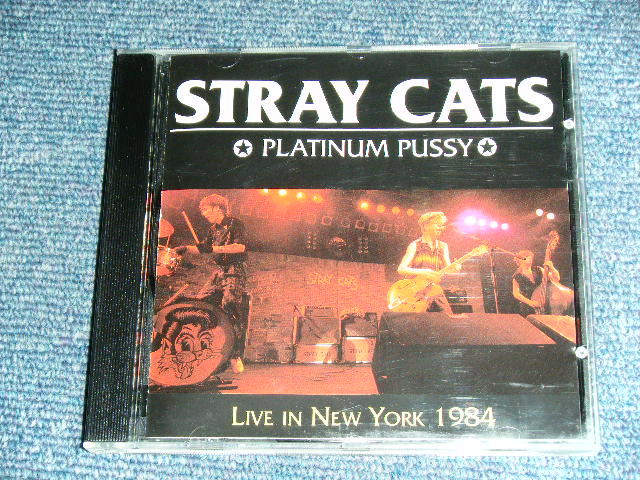 STRAY CATS
PLATINUM PUSSY
STRAY CATS
LIVE IN NEW YORK 1984